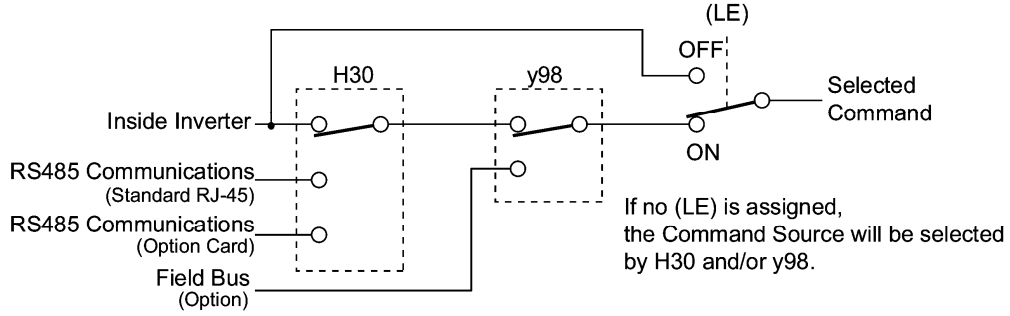 (LE)
OFF
H30
y98
Selected
Command
Inside Inverter
ON
RS485 Communications
(Standard RJ-45)
RS485 Communications
(Option Card)
If no (LE) is assigned,
the Command Source will be selected
by H30 and/or y98.
Field Bus
(Option)